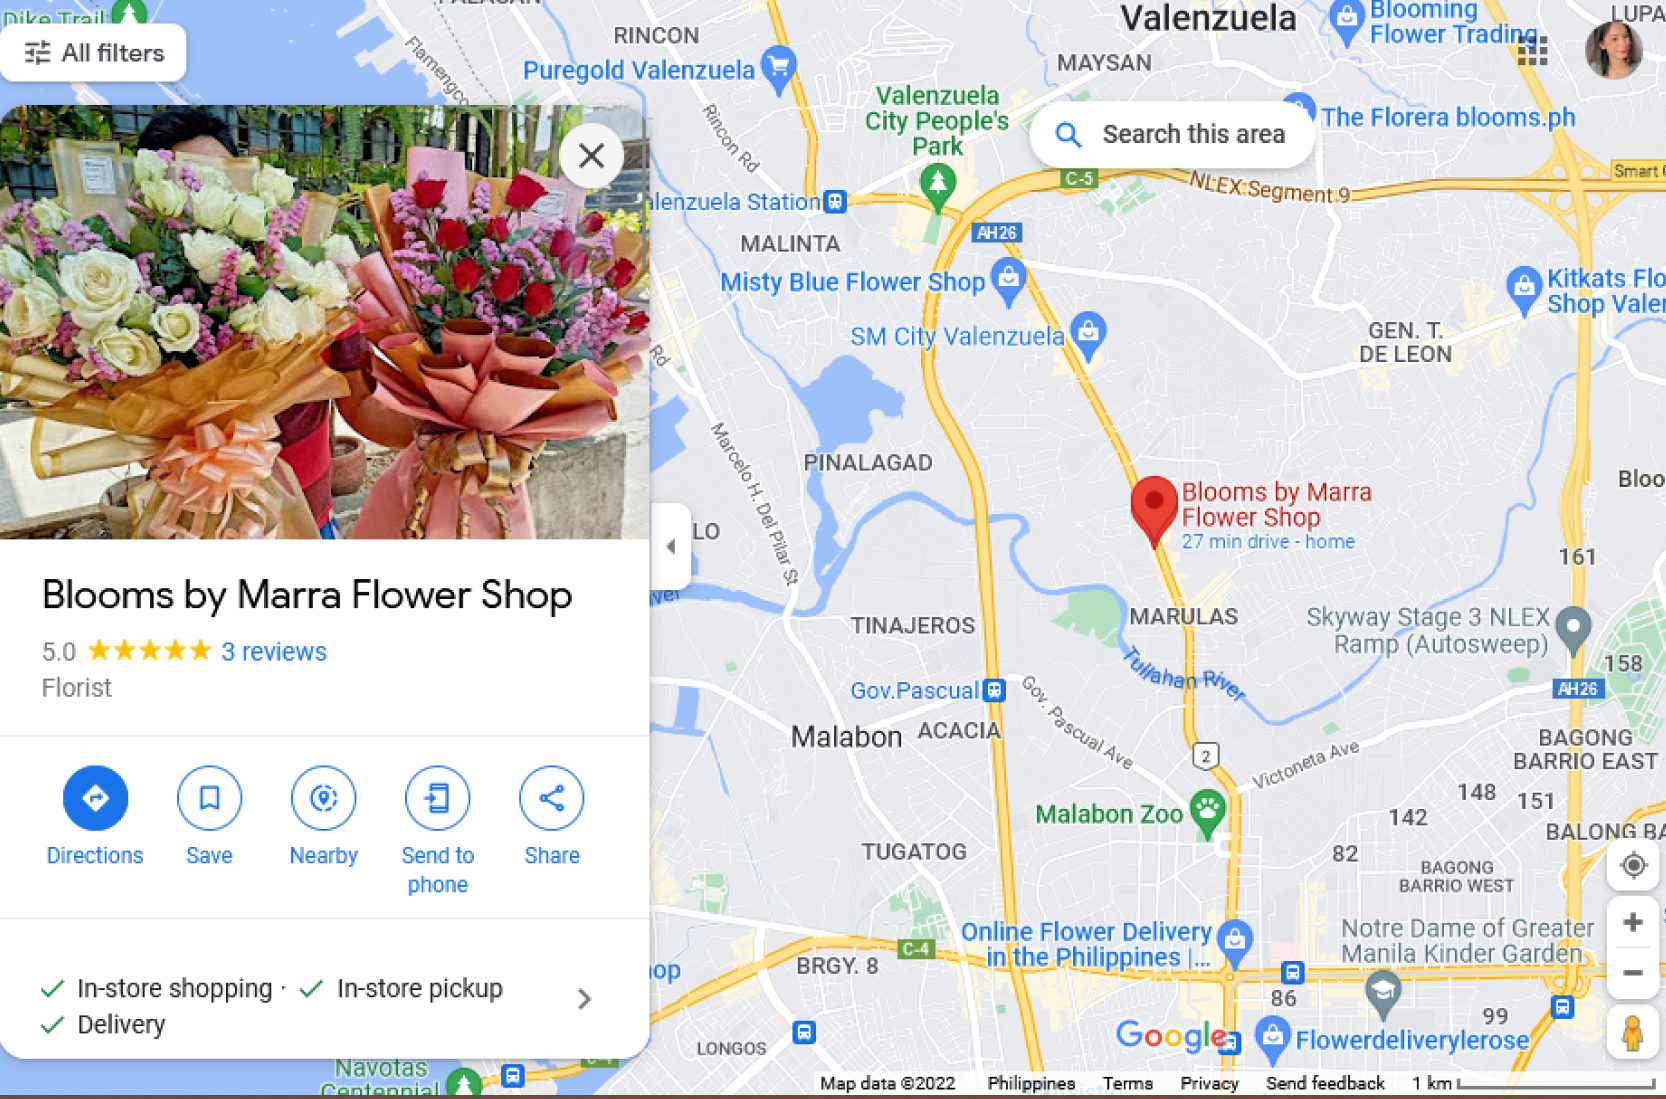 PALASAN
Dike Trail
All filters
Flamengco
RINCON
Puregold Valenzuela
Rincon Rd
Valenzuela
MAYSAN
Blooming
Flower Trading
LUPA
Valenzuela
City People's
Park
Search this area
The Florera blooms.ph
C-5
NLEX Segment 9
Smart C
alenzuela Station
AH26
MALINTA
Misty Blue Flower Shop
SM City Valenzuela
Kitkats Flo
Shop Valer
GEN. T.
DE LEON
Rd
Marcelo H. Del Pilar St
PINALAGAD
Blooms by Marra
Flower Shop
27 min drive - home
Bloo
LO
161
ver
Blooms by Marra Flower Shop
5.0 3 reviews
Florist
TINAJEROS
MARULAS
Skyway Stage 3 NLEX
Ramp (Autosweep)
158
AH26
Tullahan River
Gov.Pascual
Gov. Pascual Ave
Malabon
ACACIA
2
Victoneta Ave
BAGONG
BARRIO EAST
148
151
142
BALONG BA
Malabon Zoo
Directions
Save
Nearby
Send to
phone
Share
TUGATOG
82
BAGONG
BARRIO WEST
Online Flower Delivery
in the Philippines |...
Notre Dame of Greater
Manila Kinder Garden
C-4
BRGY. 8
hop
In-store shopping · In-store pickup
Delivery
86
99
Google
Flowerdeliverylerose
LONGOS
Navotas
Centennial
C-4
Map data ©2022 Philippines Terms Privacy Send feedback 1 km